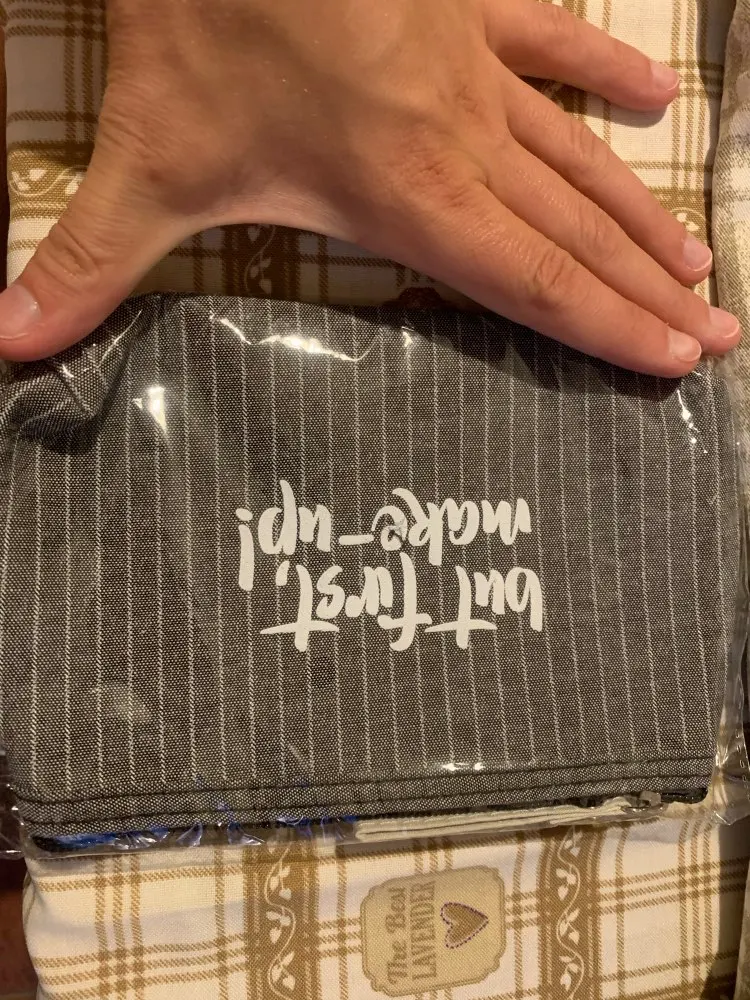 but first,
make-up!
The Best
LAVENDER